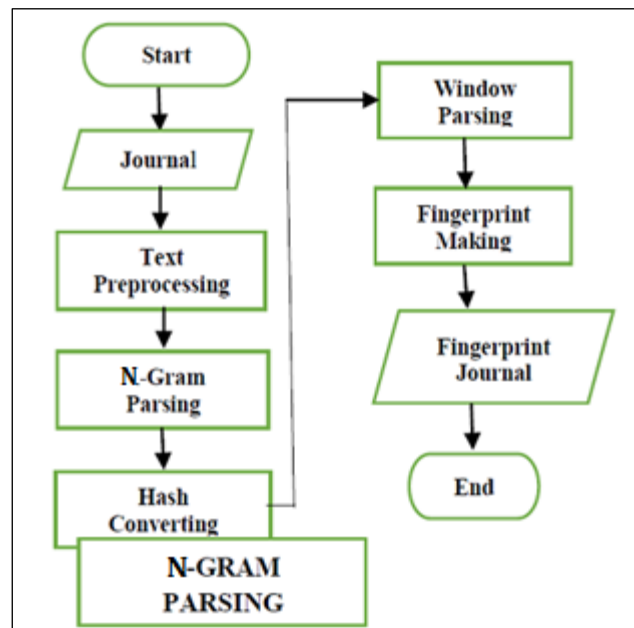 Start
Journal
Text
Preprocessing
N-Gram
Parsing
Hash
Converting
N-GRAM
PARSING
Window
Parsing
Fingerprint
Making
Fingerprint
Journal
End